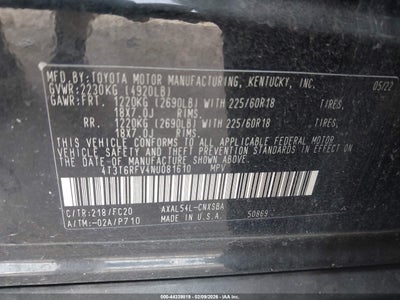 MFD.BY: TOYOTA MOTOR MANUFACTURING, KENTUCKY, INC. 05/22
GVWR: 2230KG (4920LB)
GAWR: FRT. 1220KG (2690LB) WITH 225/60R18 TIRES,
18X7.0J RIMS,
RR. 1220KG (2690LB) WITH 225/60R18 TIRES,
18X7.0J RIMS,
THIS VEHICLE CONFORMS TO ALL APPLICABLE FEDERAL MOTOR
VEHICLE SAFETY AND THEFT PREVENTION STANDARDS IN
EFFECT ON THE DATE OF MANUFACTURE SHOWN ABOVE.
4T3T6RFV4NU081610 MPV
C/TR:218/FC20 AXAL54L-CNXSBA
A/TM:-02A/P710 MADE IN U.S.A. 50869